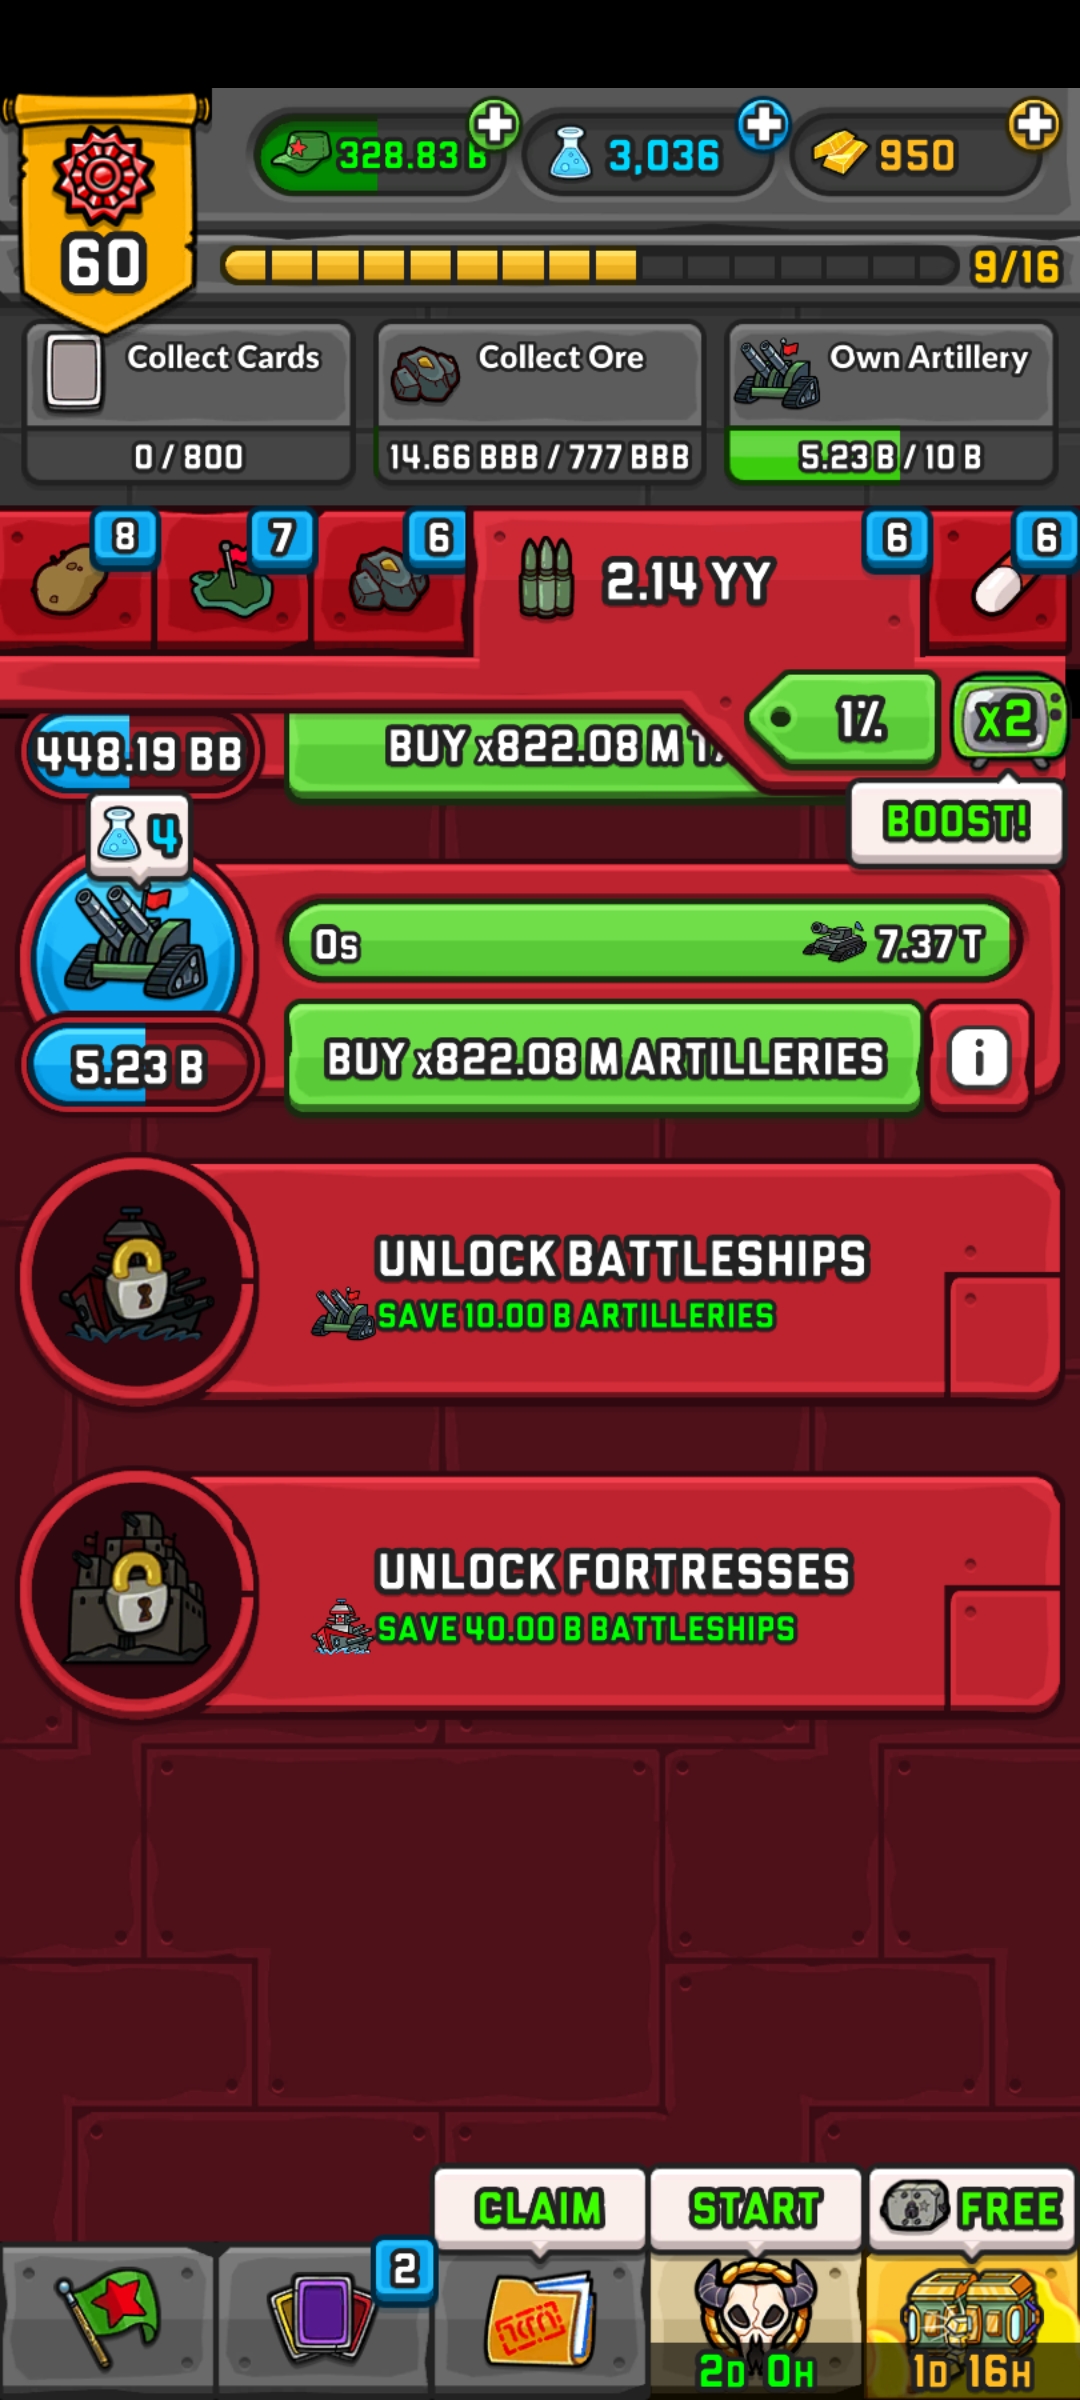 60
328.83 B
3,036
950
9/16
Collect Cards
0 / 800
Collect Ore
14.66 BBB / 777 BBB
Own Artillery
5.23 B / 10 B
8
7
6
2.14 YY
6
6
1%
x2
BOOST!
448.19 BB
BUY x822.08 M
4
0s
7.37 T
5.23 B
BUY x822.08 M ARTILLERIES
i
UNLOCK BATTLESHIPS
SAVE 10.00 B ARTILLERIES
UNLOCK FORTRESSES
SAVE 40.00 B BATTLESHIPS
CLAIM
START
FREE
2
2D 0H
1D 16H